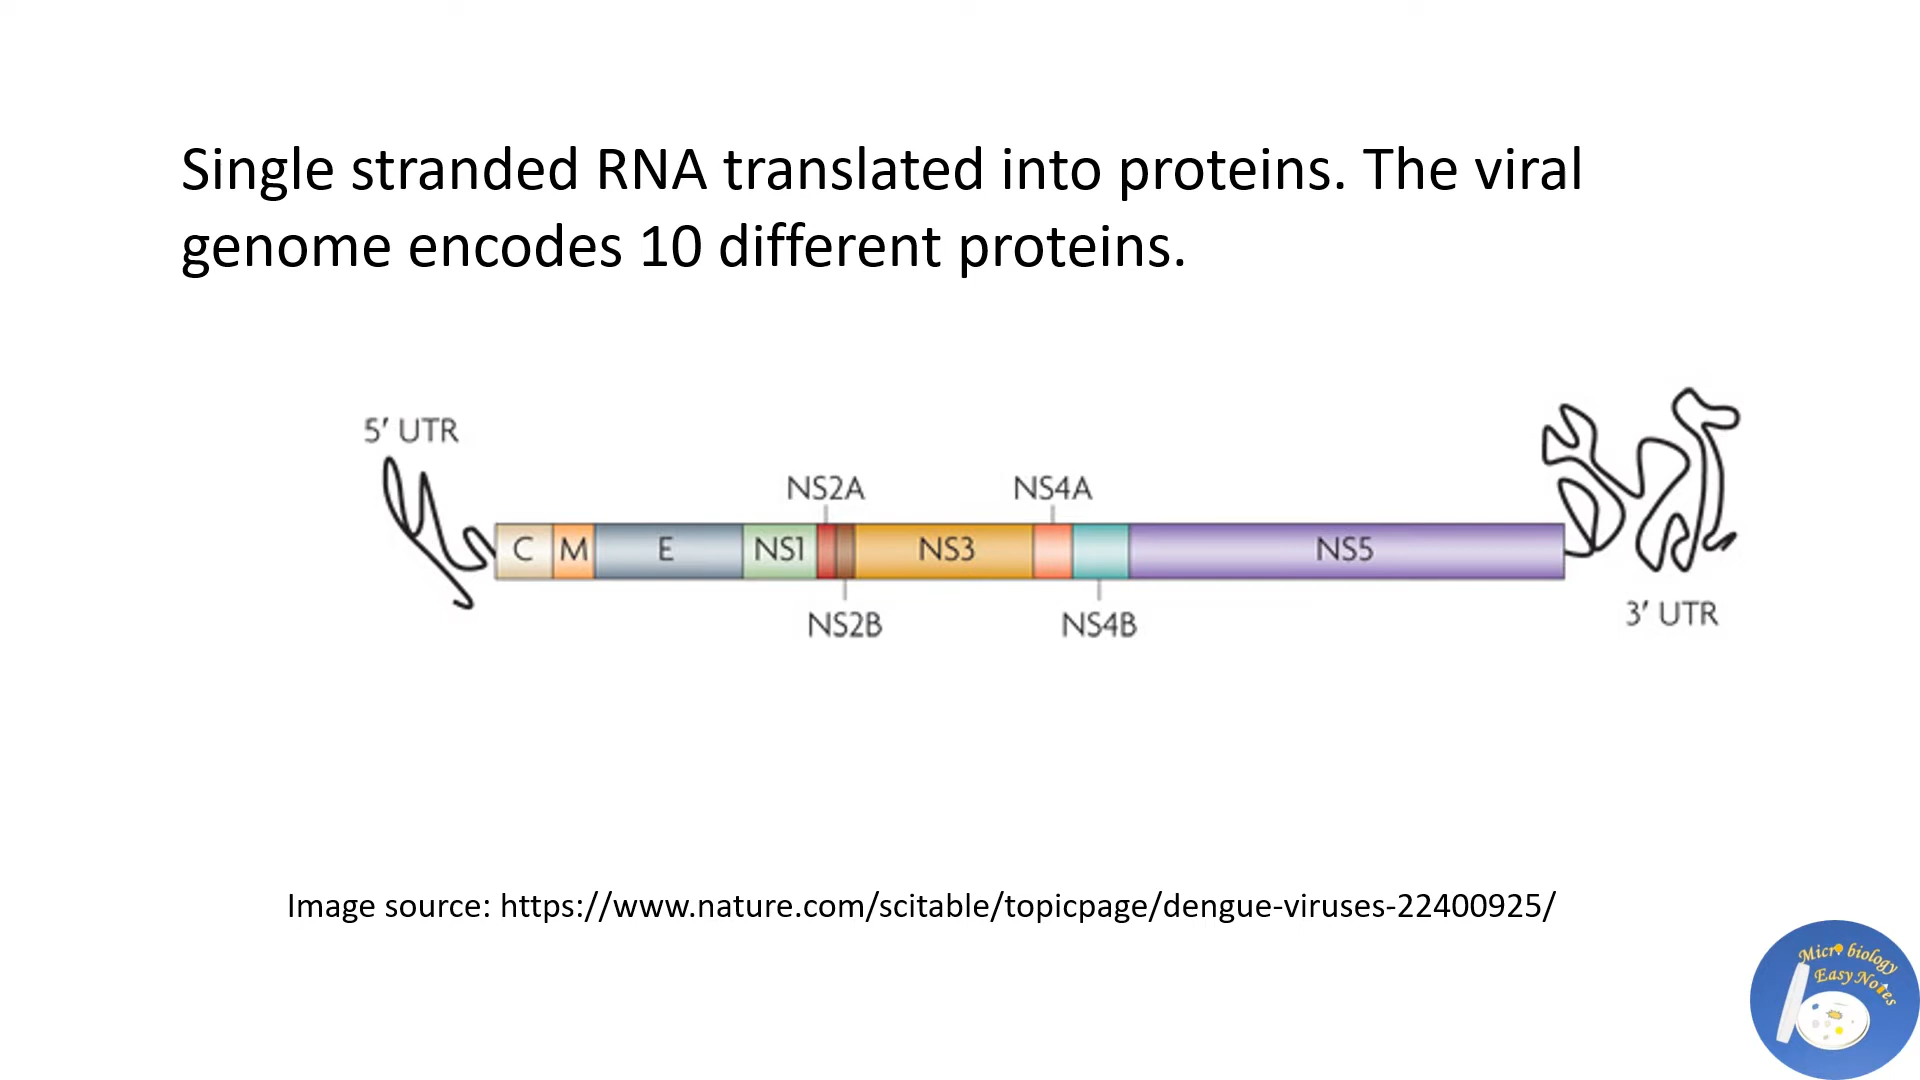 Single stranded RNA translated into proteins. The viral
genome encodes 10 different proteins.
5′ UTR
NS2A
NS4A
C
M
E
NS1
NS3
NS5
NS2B
NS4B
3′ UTR
Image source: https://www.nature.com/scitable/topicpage/dengue-viruses-22400925/
Micro biology
Easy Notes